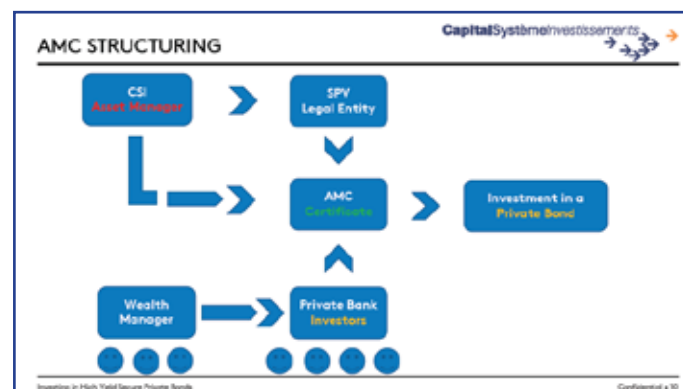 CapitalSystèmeInvestissements
AMC STRUCTURING
CSI
Asset Manager
SPV
Legal Entity
AMC
Certificate
Investment in a
Private Bond
Wealth
Manager
Private Bank
Investors
Investing in High Yield Secure Private Bonds
Confidential • 10